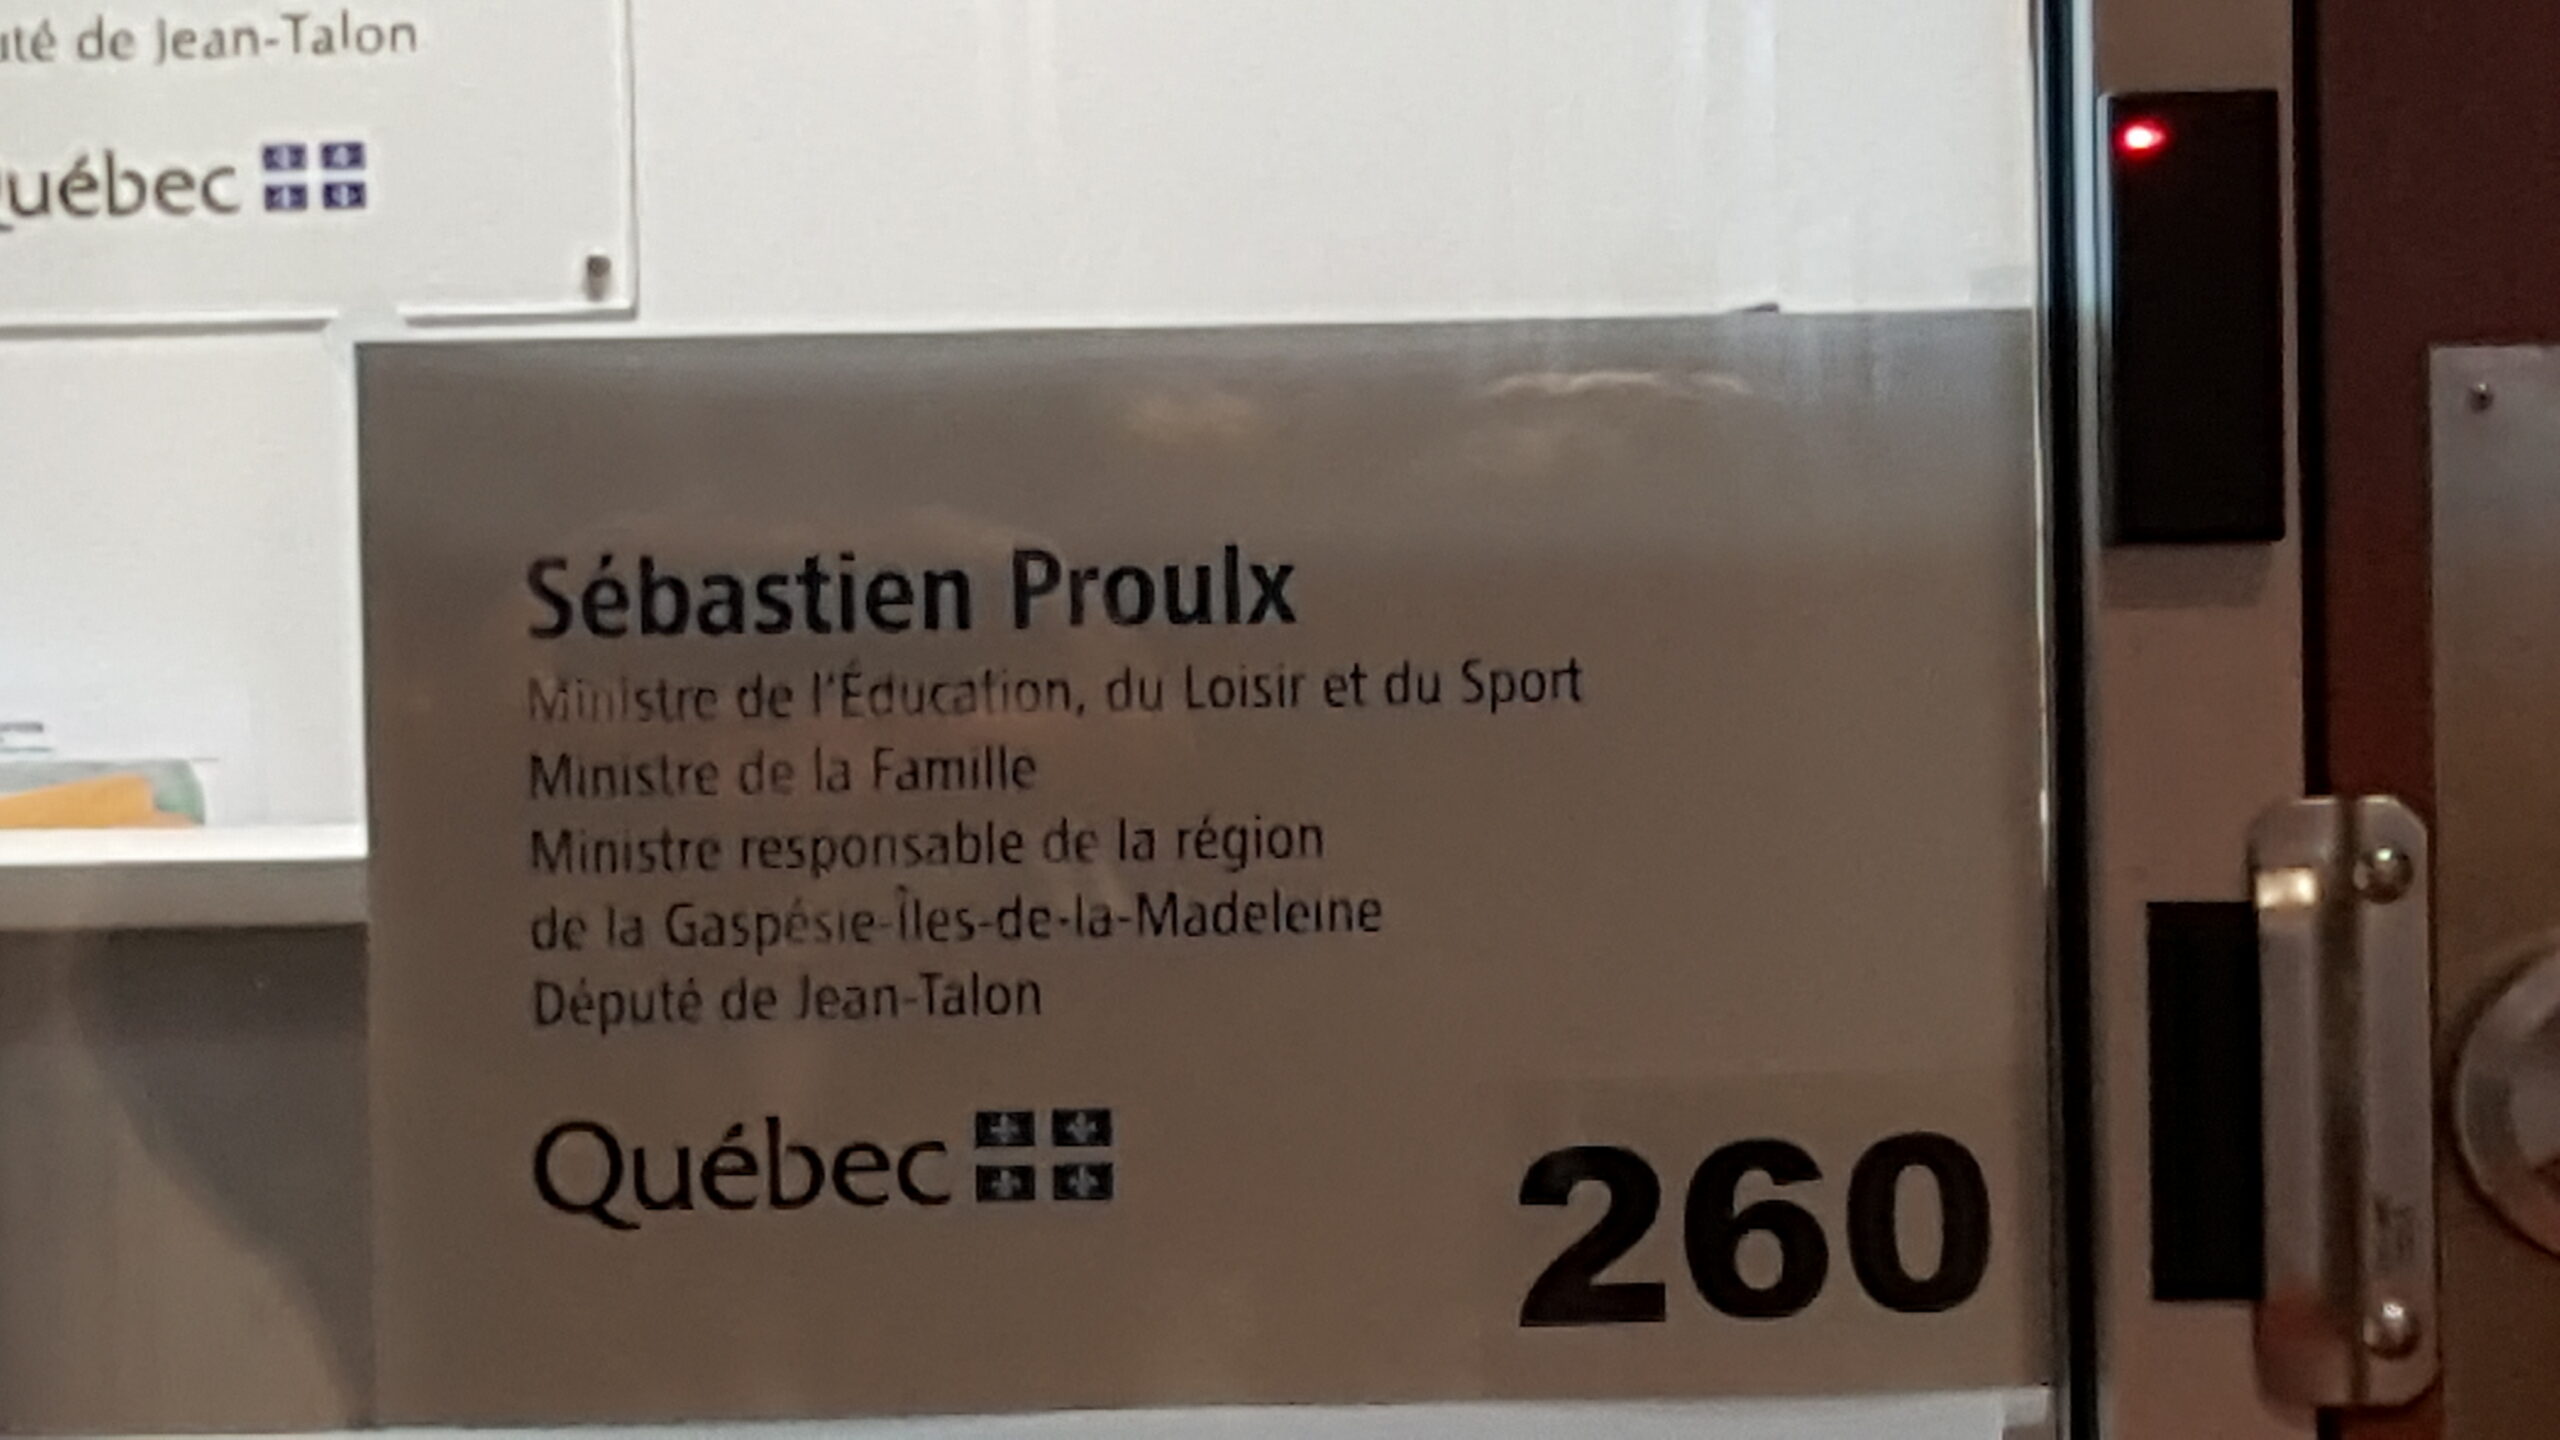 uté de Jean-Talon
Québec
Sébastien Proulx
Ministre de l'Éducation, du Loisir et du Sport
Ministre de la Famille
Ministre responsable de la région
de la Gaspésie-Îles-de-la-Madeleine
Député de Jean-Talon
Québec
260